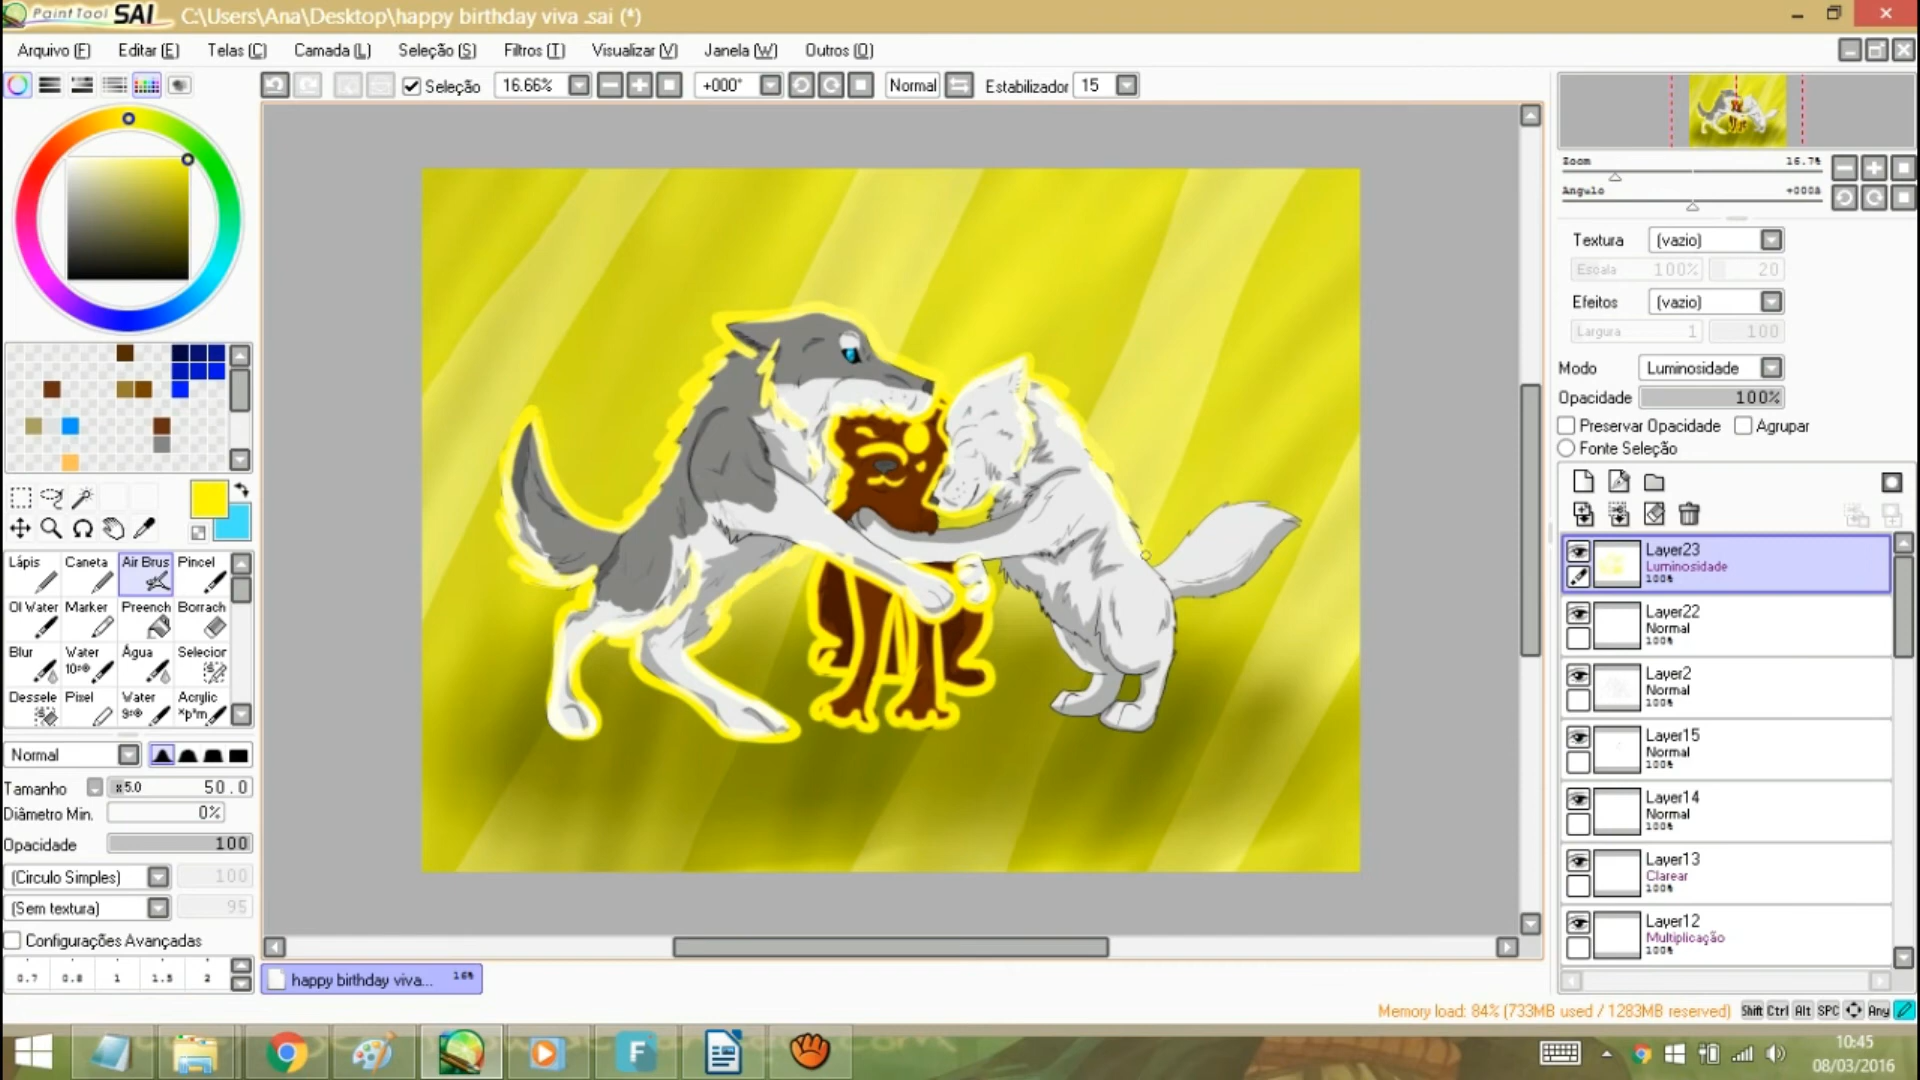 PaintTool SAI C:\Users\Ana\Desktop\happy birthday viva .sai (*)
Arquivo (F) Editar (E) Telas (C) Camada (L) Seleção (S) Filtros (T) Visualizar (V) Janela (W) Outros (O)
Seleção 16.66% +000° Normal Estabilizador 15
Zoom 16.7%
Angulo +000A
Textura (vazio)
Escala 100% 20
Efeitos (vazio)
Largura 1 100
Modo Luminosidade
Opacidade 100%
Preservar Opacidade Agrupar
Fonte Seleção
Layer23
Luminosidade
100%
Layer22
Normal
100%
Layer2
Normal
100%
Layer15
Normal
100%
Layer14
Normal
100%
Layer13
Clarear
100%
Layer12
Multiplicação
100%
Lápis Caneta Air Brus Pincel
Ol Water Marker Preench Borrach
Blur Water Água Selecior
Dessele Pixel Water Acrylic
Normal
Tamanho x5.0 50.0
Diâmetro Min. 0%
Opacidade 100
(Circulo Simples) 100
(Sem textura) 95
Configurações Avançadas
0.7 0.8 1 1.5 2
happy birthday viva... 16%
Memory load: 84% (733MB used / 1283MB reserved) Shift Ctrl Alt SPC Any
F
10:45
08/03/2016